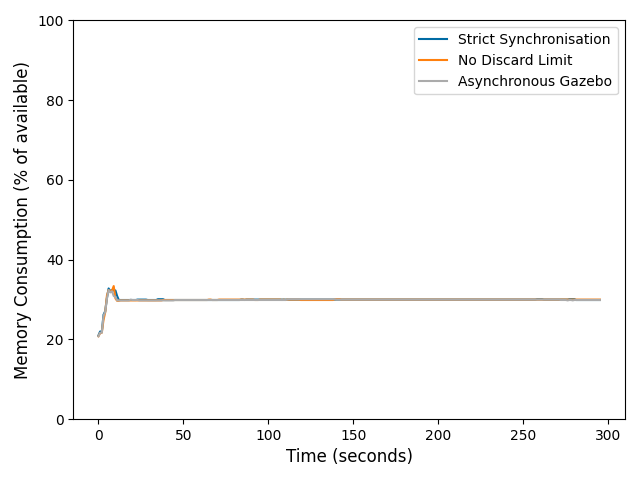 100
80
60
40
20
0
Memory Consumption (% of available)
Strict Synchronisation
No Discard Limit
Asynchronous Gazebo
0 50 100 150 200 250 300
Time (seconds)